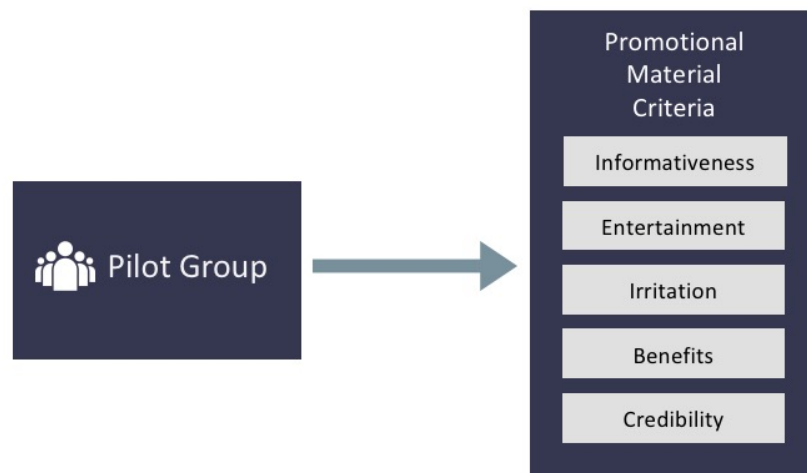 Pilot Group
Promotional
Material
Criteria
Informativeness
Entertainment
Irritation
Benefits
Credibility